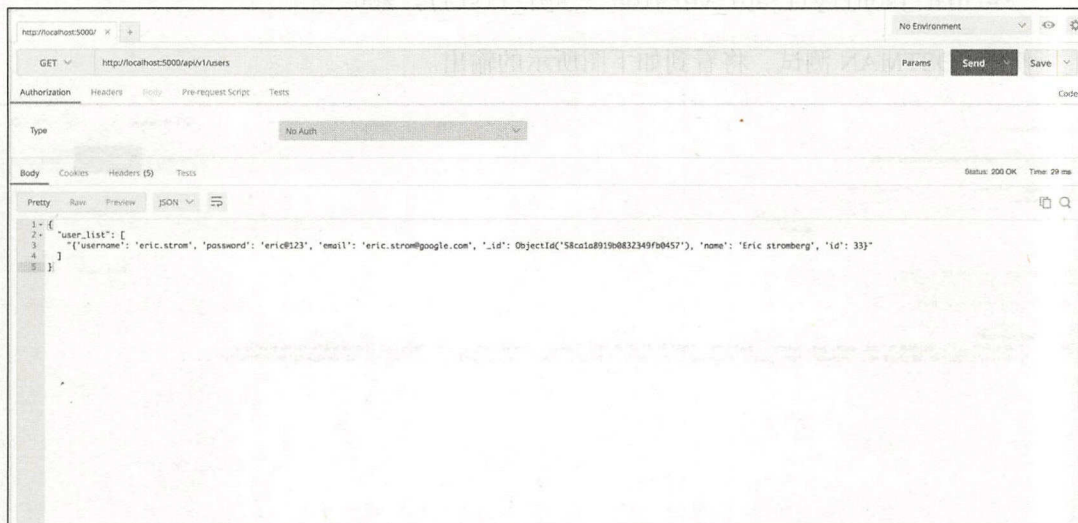 http://localhost:5000/ × +
No Environment
GET http://localhost:5000/api/v1/users Params Send Save
Authorization Headers Body Pre-request Script Tests Code
Type No Auth
Body Cookies Headers (5) Tests Status: 200 OK Time: 29 ms
Pretty Raw Preview JSON
1 {
2 "user_list": [
3 "{'username': 'eric.strom', 'password': 'eric@123', 'email': 'eric.strom@google.com', '_id': ObjectId('58ca1a8919b0832349fb0457'), 'name': 'Eric stromberg', 'id': 33}"
4 ]
5 }